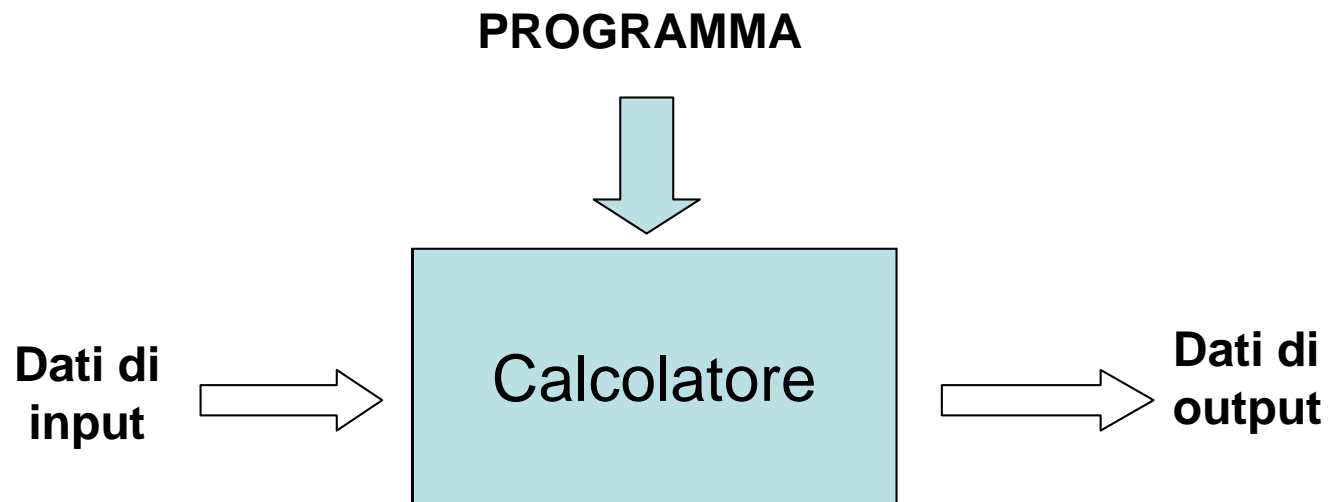 PROGRAMMA
Dati di
input
Calcolatore
Dati di
output